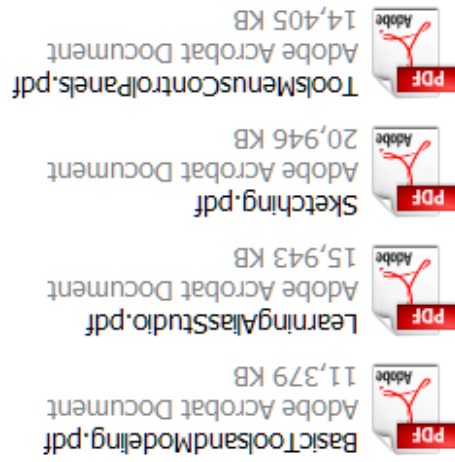 PDF
Adobe
BasicToolsandModeling.pdf
Adobe Acrobat Document
11,379 KB
PDF
Adobe
LearningAliasStudio.pdf
Adobe Acrobat Document
15,943 KB
PDF
Adobe
Sketching.pdf
Adobe Acrobat Document
20,946 KB
PDF
Adobe
ToolsMenusControlPanels.pdf
Adobe Acrobat Document
14,405 KB